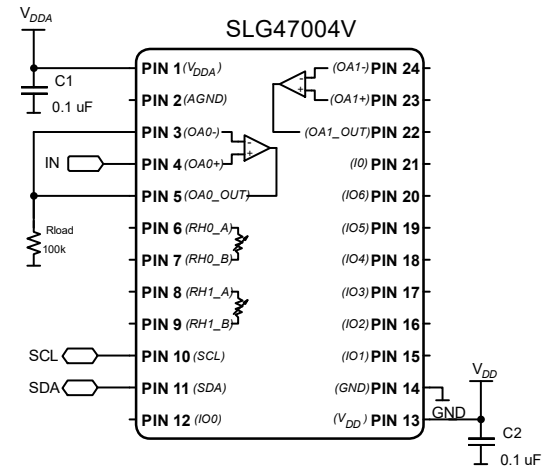 V_DDA
SLG47004V
C1
0.1 uF
PIN 1(V_DDA)
PIN 2(AGND)
PIN 3(OA0-)
IN
PIN 4(OA0+)
PIN 5(OA0_OUT)
Rload
100k
PIN 6(RH0_A)
PIN 7(RH0_B)
PIN 8(RH1_A)
PIN 9(RH1_B)
SCL
PIN 10(SCL)
SDA
PIN 11(SDA)
PIN 12(IO0)
-
+
-
+
(OA1-)PIN 24
(OA1+)PIN 23
(OA1_OUT)PIN 22
(I0)PIN 21
(IO6)PIN 20
(IO5)PIN 19
(IO4)PIN 18
(IO3)PIN 17
(IO2)PIN 16
(IO1)PIN 15
(GND)PIN 14
(V_DD)PIN 13
V_DD
GND
C2
0.1 uF